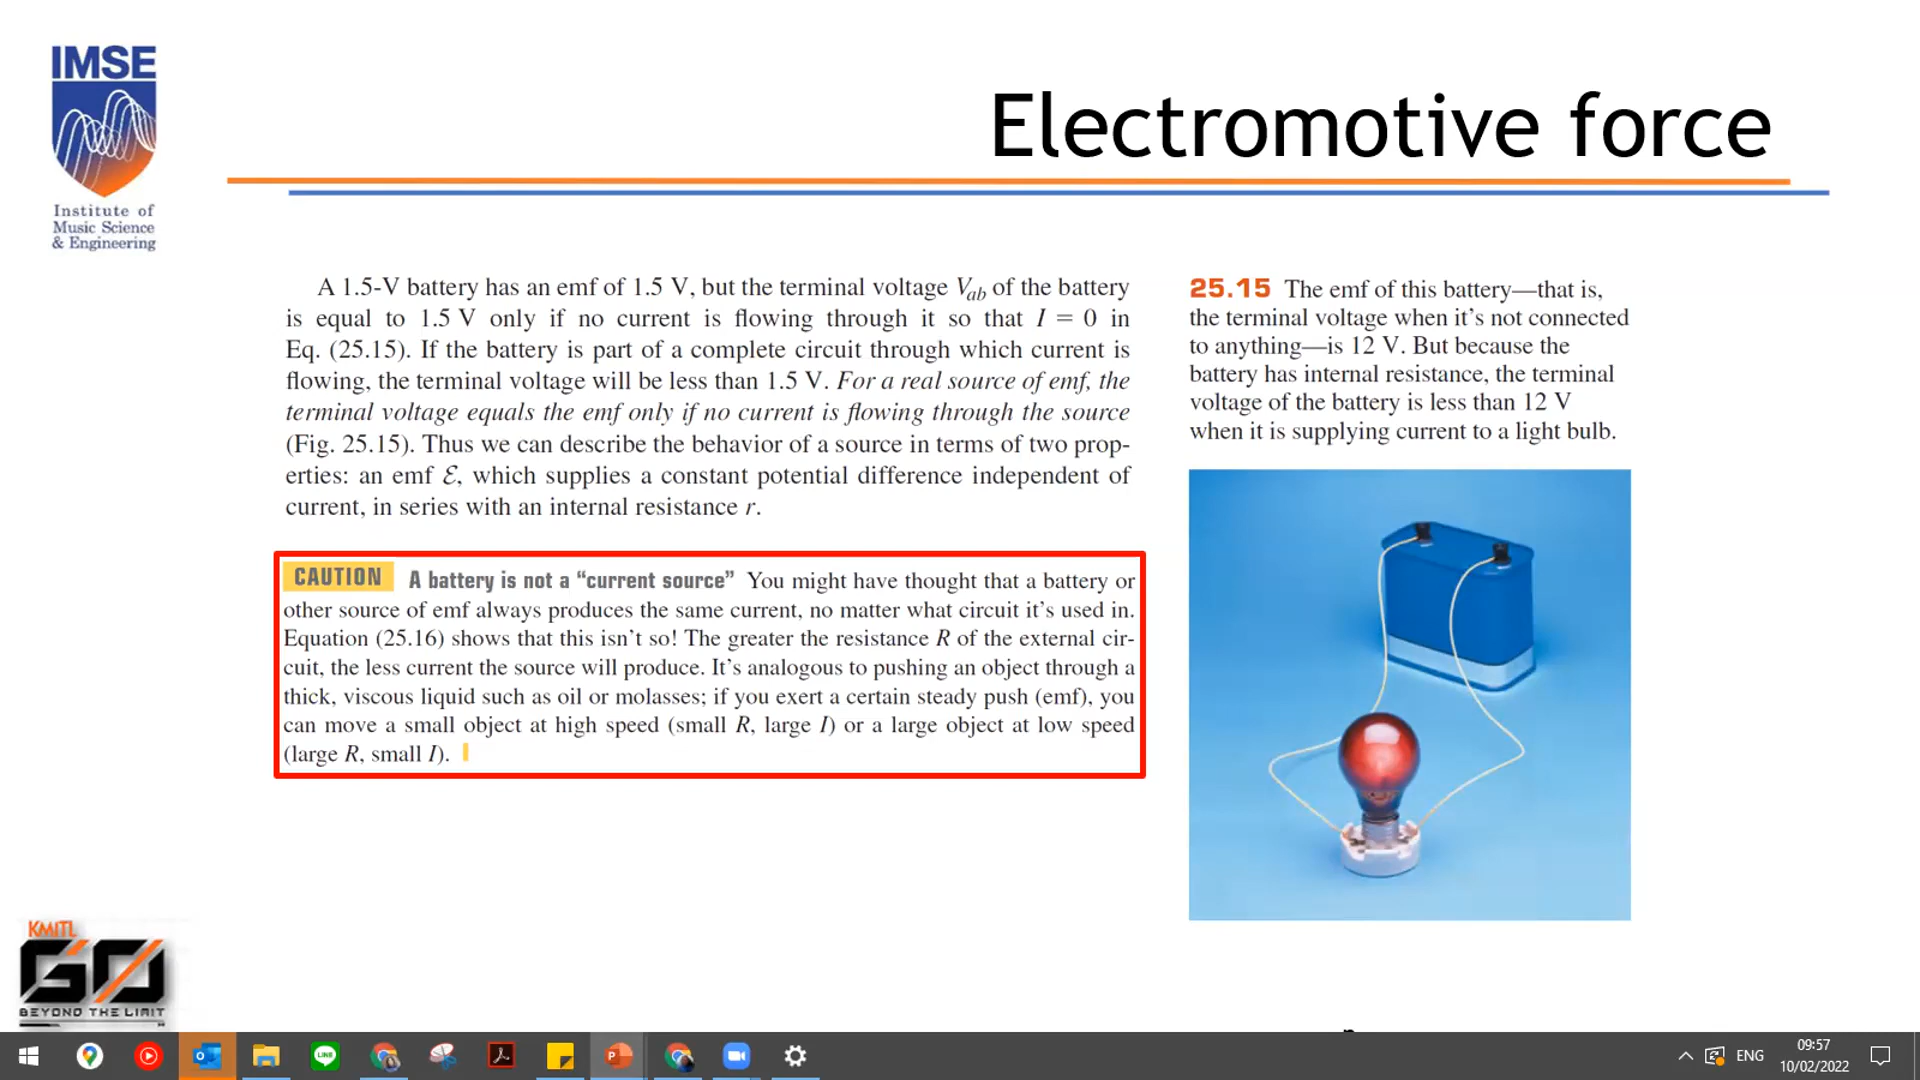 IMSE
Institute of
Music Science
& Engineering
Electromotive force
A 1.5-V battery has an emf of 1.5 V, but the terminal voltage Vab of the battery
is equal to 1.5 V only if no current is flowing through it so that I = 0 in
Eq. (25.15). If the battery is part of a complete circuit through which current is
flowing, the terminal voltage will be less than 1.5 V. For a real source of emf, the
terminal voltage equals the emf only if no current is flowing through the source
(Fig. 25.15). Thus we can describe the behavior of a source in terms of two prop-
erties: an emf ℰ, which supplies a constant potential difference independent of
current, in series with an internal resistance r.
CAUTION A battery is not a “current source” You might have thought that a battery or
other source of emf always produces the same current, no matter what circuit it’s used in.
Equation (25.16) shows that this isn’t so! The greater the resistance R of the external cir-
cuit, the less current the source will produce. It’s analogous to pushing an object through a
thick, viscous liquid such as oil or molasses; if you exert a certain steady push (emf), you
can move a small object at high speed (small R, large I) or a large object at low speed
(large R, small I).
25.15 The emf of this battery—that is,
the terminal voltage when it’s not connected
to anything—is 12 V. But because the
battery has internal resistance, the terminal
voltage of the battery is less than 12 V
when it is supplying current to a light bulb.
KMITL
GO
BEYOND THE LIMIT
LINE
ENG
09:57
10/02/2022